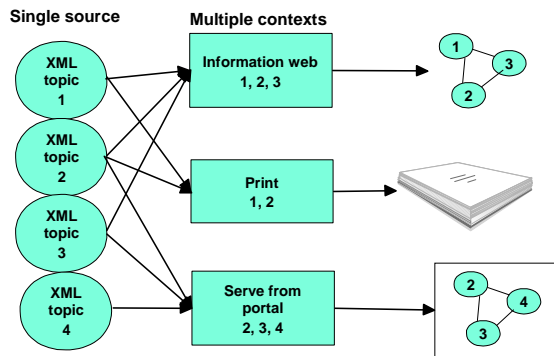 Single source
Multiple contexts
XML
topic
1
XML
topic
2
XML
topic
3
XML
topic
4
Information web
1, 2, 3
Print
1, 2
Serve from
portal
2, 3, 4
1
3
2
2
4
3